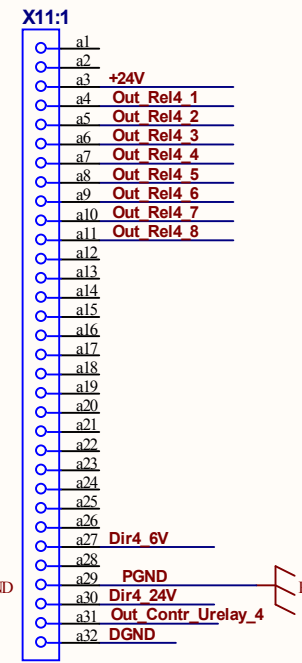 X11:1
a1
a2
a3 +24V
a4 Out_Rel4_1
a5 Out_Rel4_2
a6 Out_Rel4_3
a7 Out_Rel4_4
a8 Out_Rel4_5
a9 Out_Rel4_6
a10 Out_Rel4_7
a11 Out_Rel4_8
a12
a13
a14
a15
a16
a17
a18
a19
a20
a21
a22
a23
a24
a25
a26
a27 Dir4_6V
a28
a29 PGND
a30 Dir4_24V
a31 Out_Contr_Urelay_4
a32 DGND